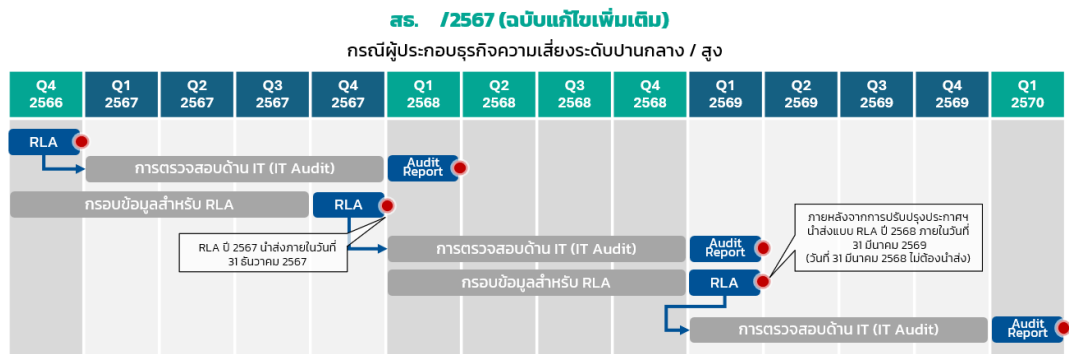 สธ. /2567 (ฉบับแก้ไขเพิ่มเติม)
กรณีผู้ประกอบธุรกิจความเสี่ยงระดับปานกลาง / สูง
Q4 Q1 Q2 Q3 Q4 Q1 Q2 Q3 Q4 Q1 Q2 Q3 Q4 Q1
2566 2567 2567 2567 2567 2568 2568 2568 2568 2569 2569 2569 2569 2570
RLA
การตรวจสอบด้าน IT (IT Audit)
Audit
Report
กรอบข้อมูลสำหรับ RLA
RLA
RLA ปี 2567 นำส่งภายในวันที่
31 ธันวาคม 2567
ภายหลังจากการปรับปรุงประกาศฯ
นำส่งแบบ RLA ปี 2568 ภายในวันที่
31 มีนาคม 2569
(วันที่ 31 มีนาคม 2568 ไม่ต้องนำส่ง)
การตรวจสอบด้าน IT (IT Audit)
Audit
Report
กรอบข้อมูลสำหรับ RLA
RLA
การตรวจสอบด้าน IT (IT Audit)
Audit
Report